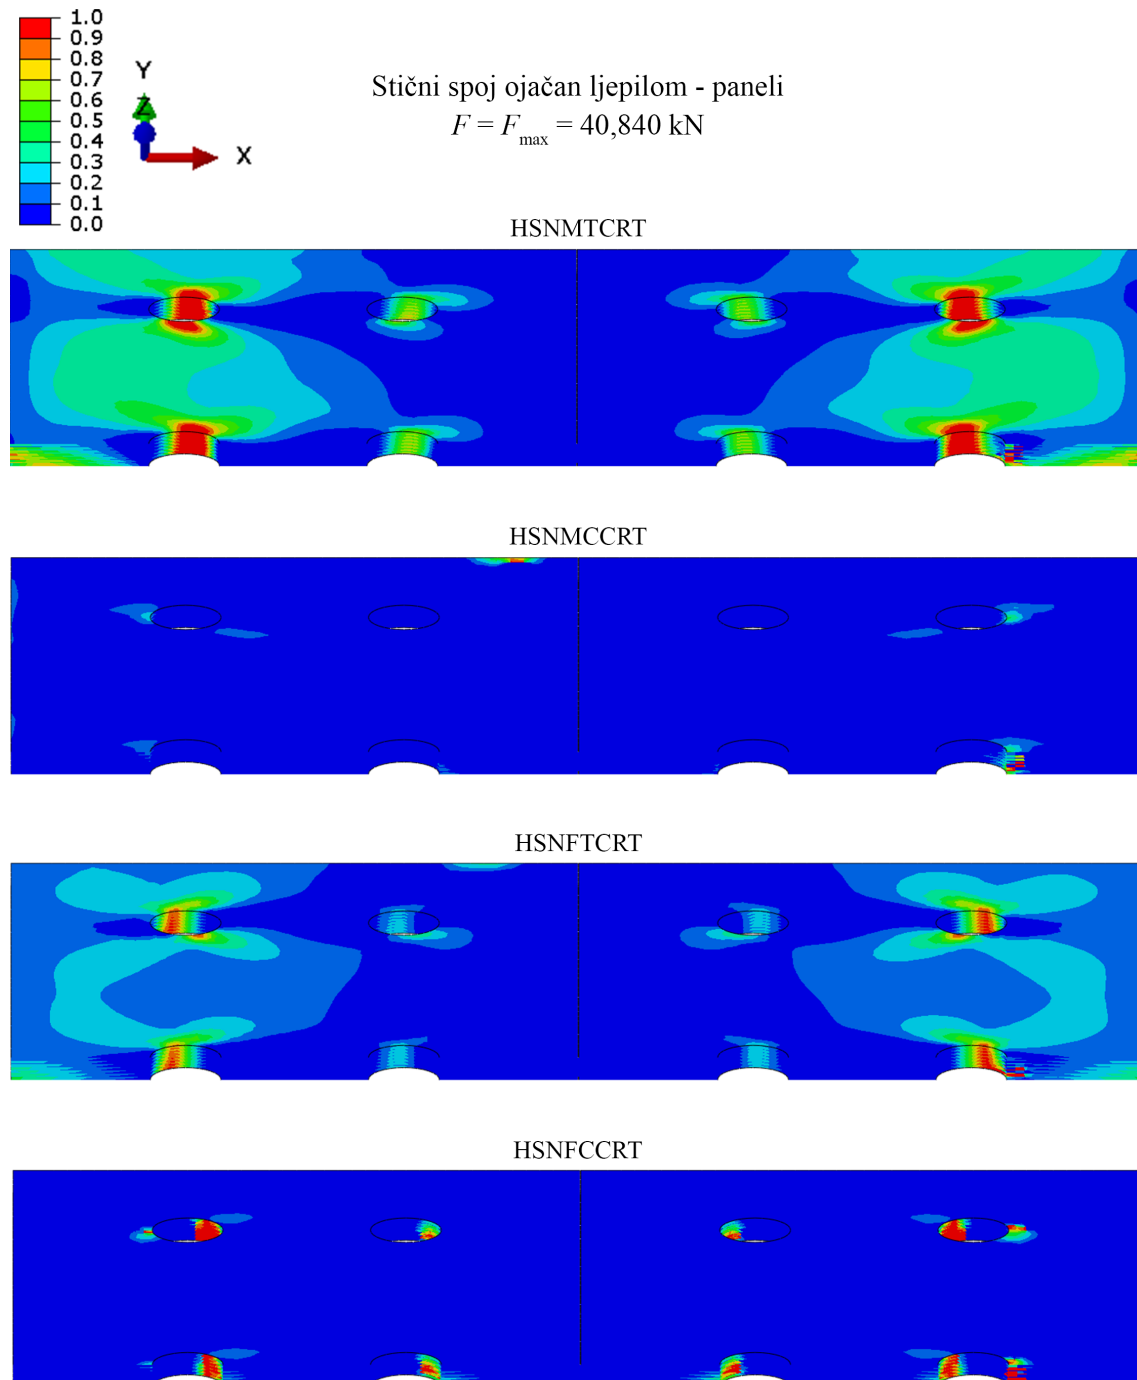 1.0
0.9
0.8
0.7
0.6
0.5
0.4
0.3
0.2
0.1
0.0
Y
Z
X
Stični spoj ojačan ljepilom - paneli
F = Fmax = 40,840 kN
HSNMTCRT
HSNMCCRT
HSNFTCRT
HSNFCCRT